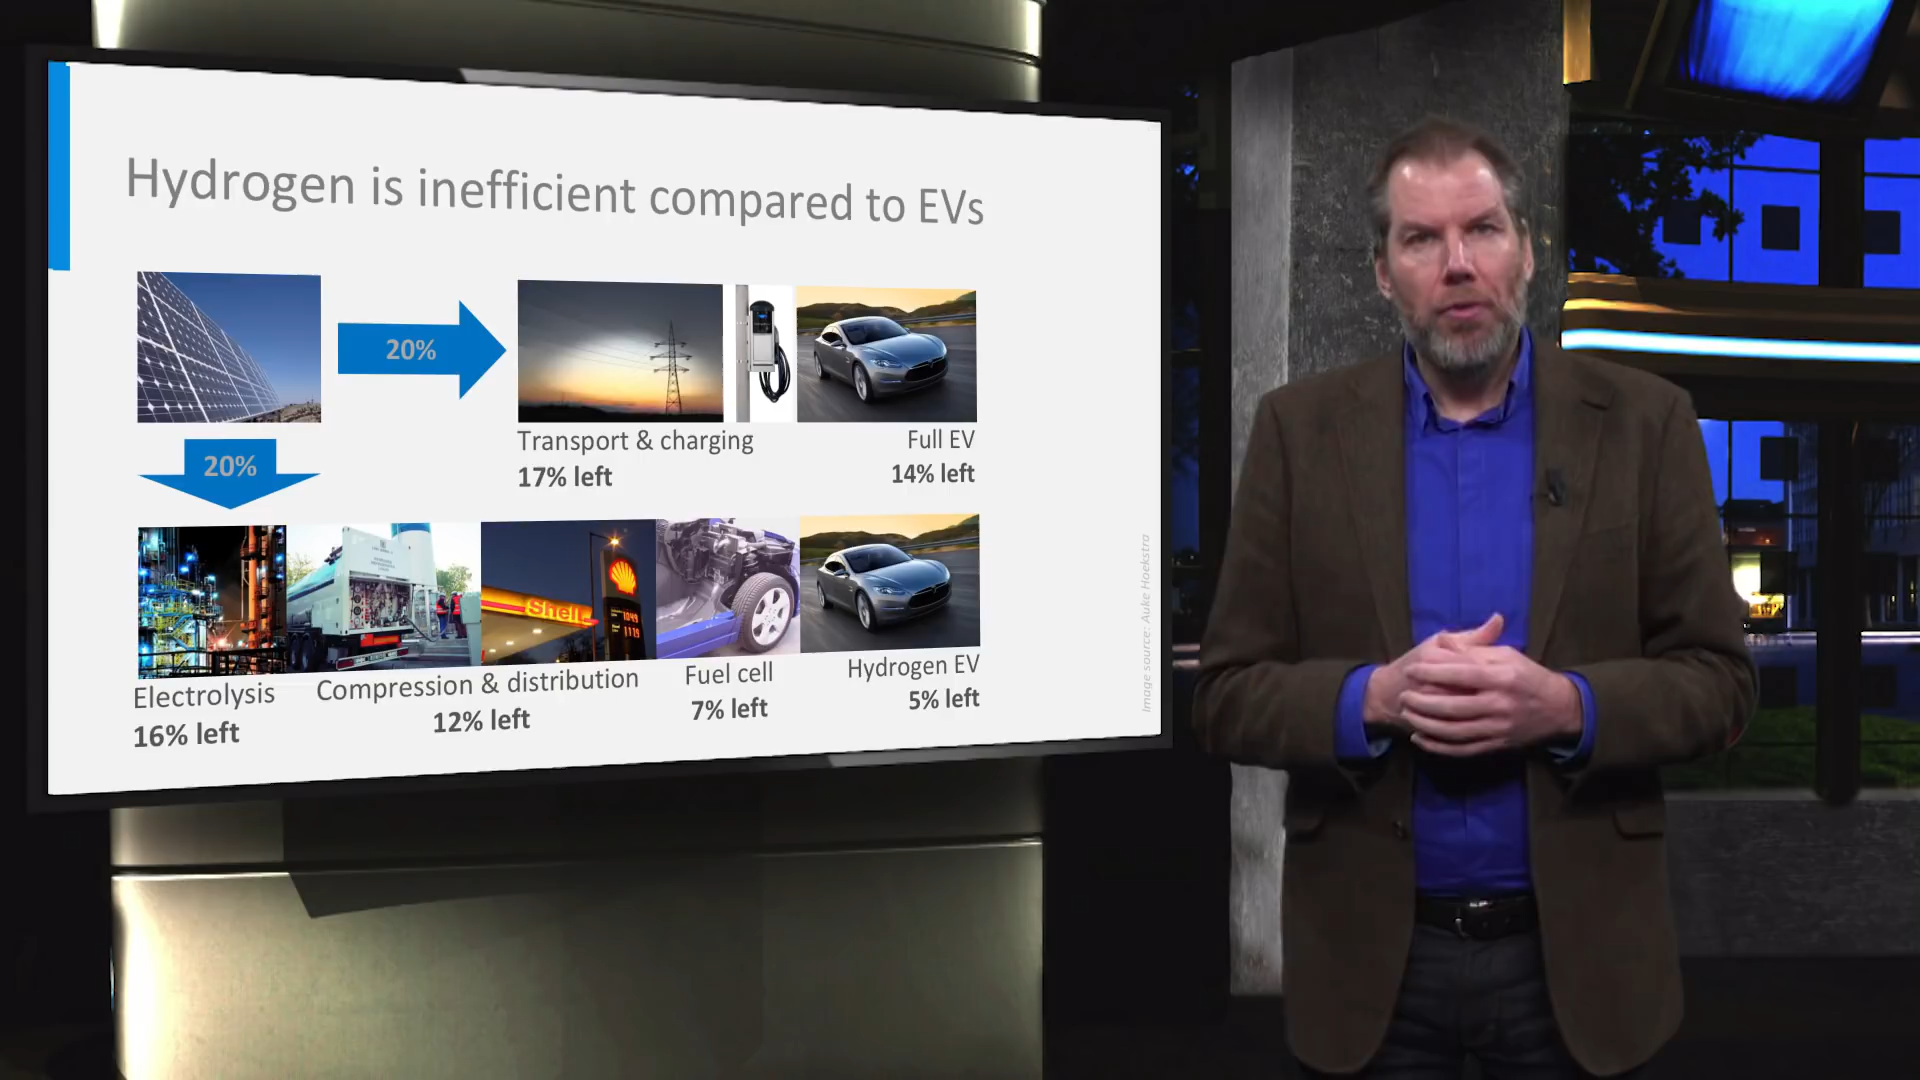 Hydrogen is inefficient compared to EVs
20%
Transport & charging
17% left
Full EV
14% left
20%
Shell
Electrolysis
16% left
Compression & distribution
12% left
Fuel cell
7% left
Hydrogen EV
5% left
Image source: Auke Hoekstra